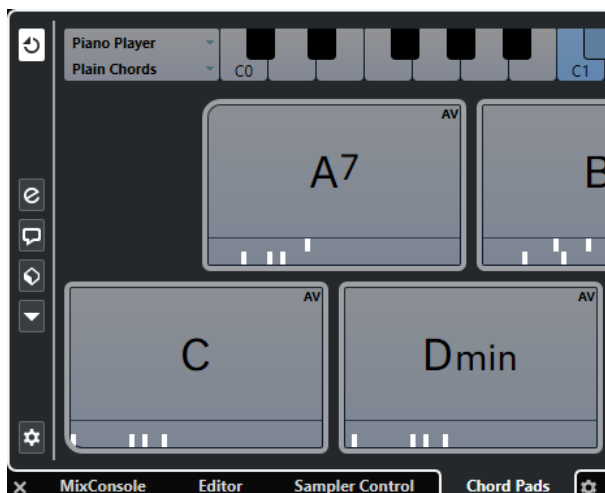 Piano Player
Plain Chords
C0
C1
AV
A7
B
AV
C
AV
Dmin
MixConsole
Editor
Sampler Control
Chord Pads